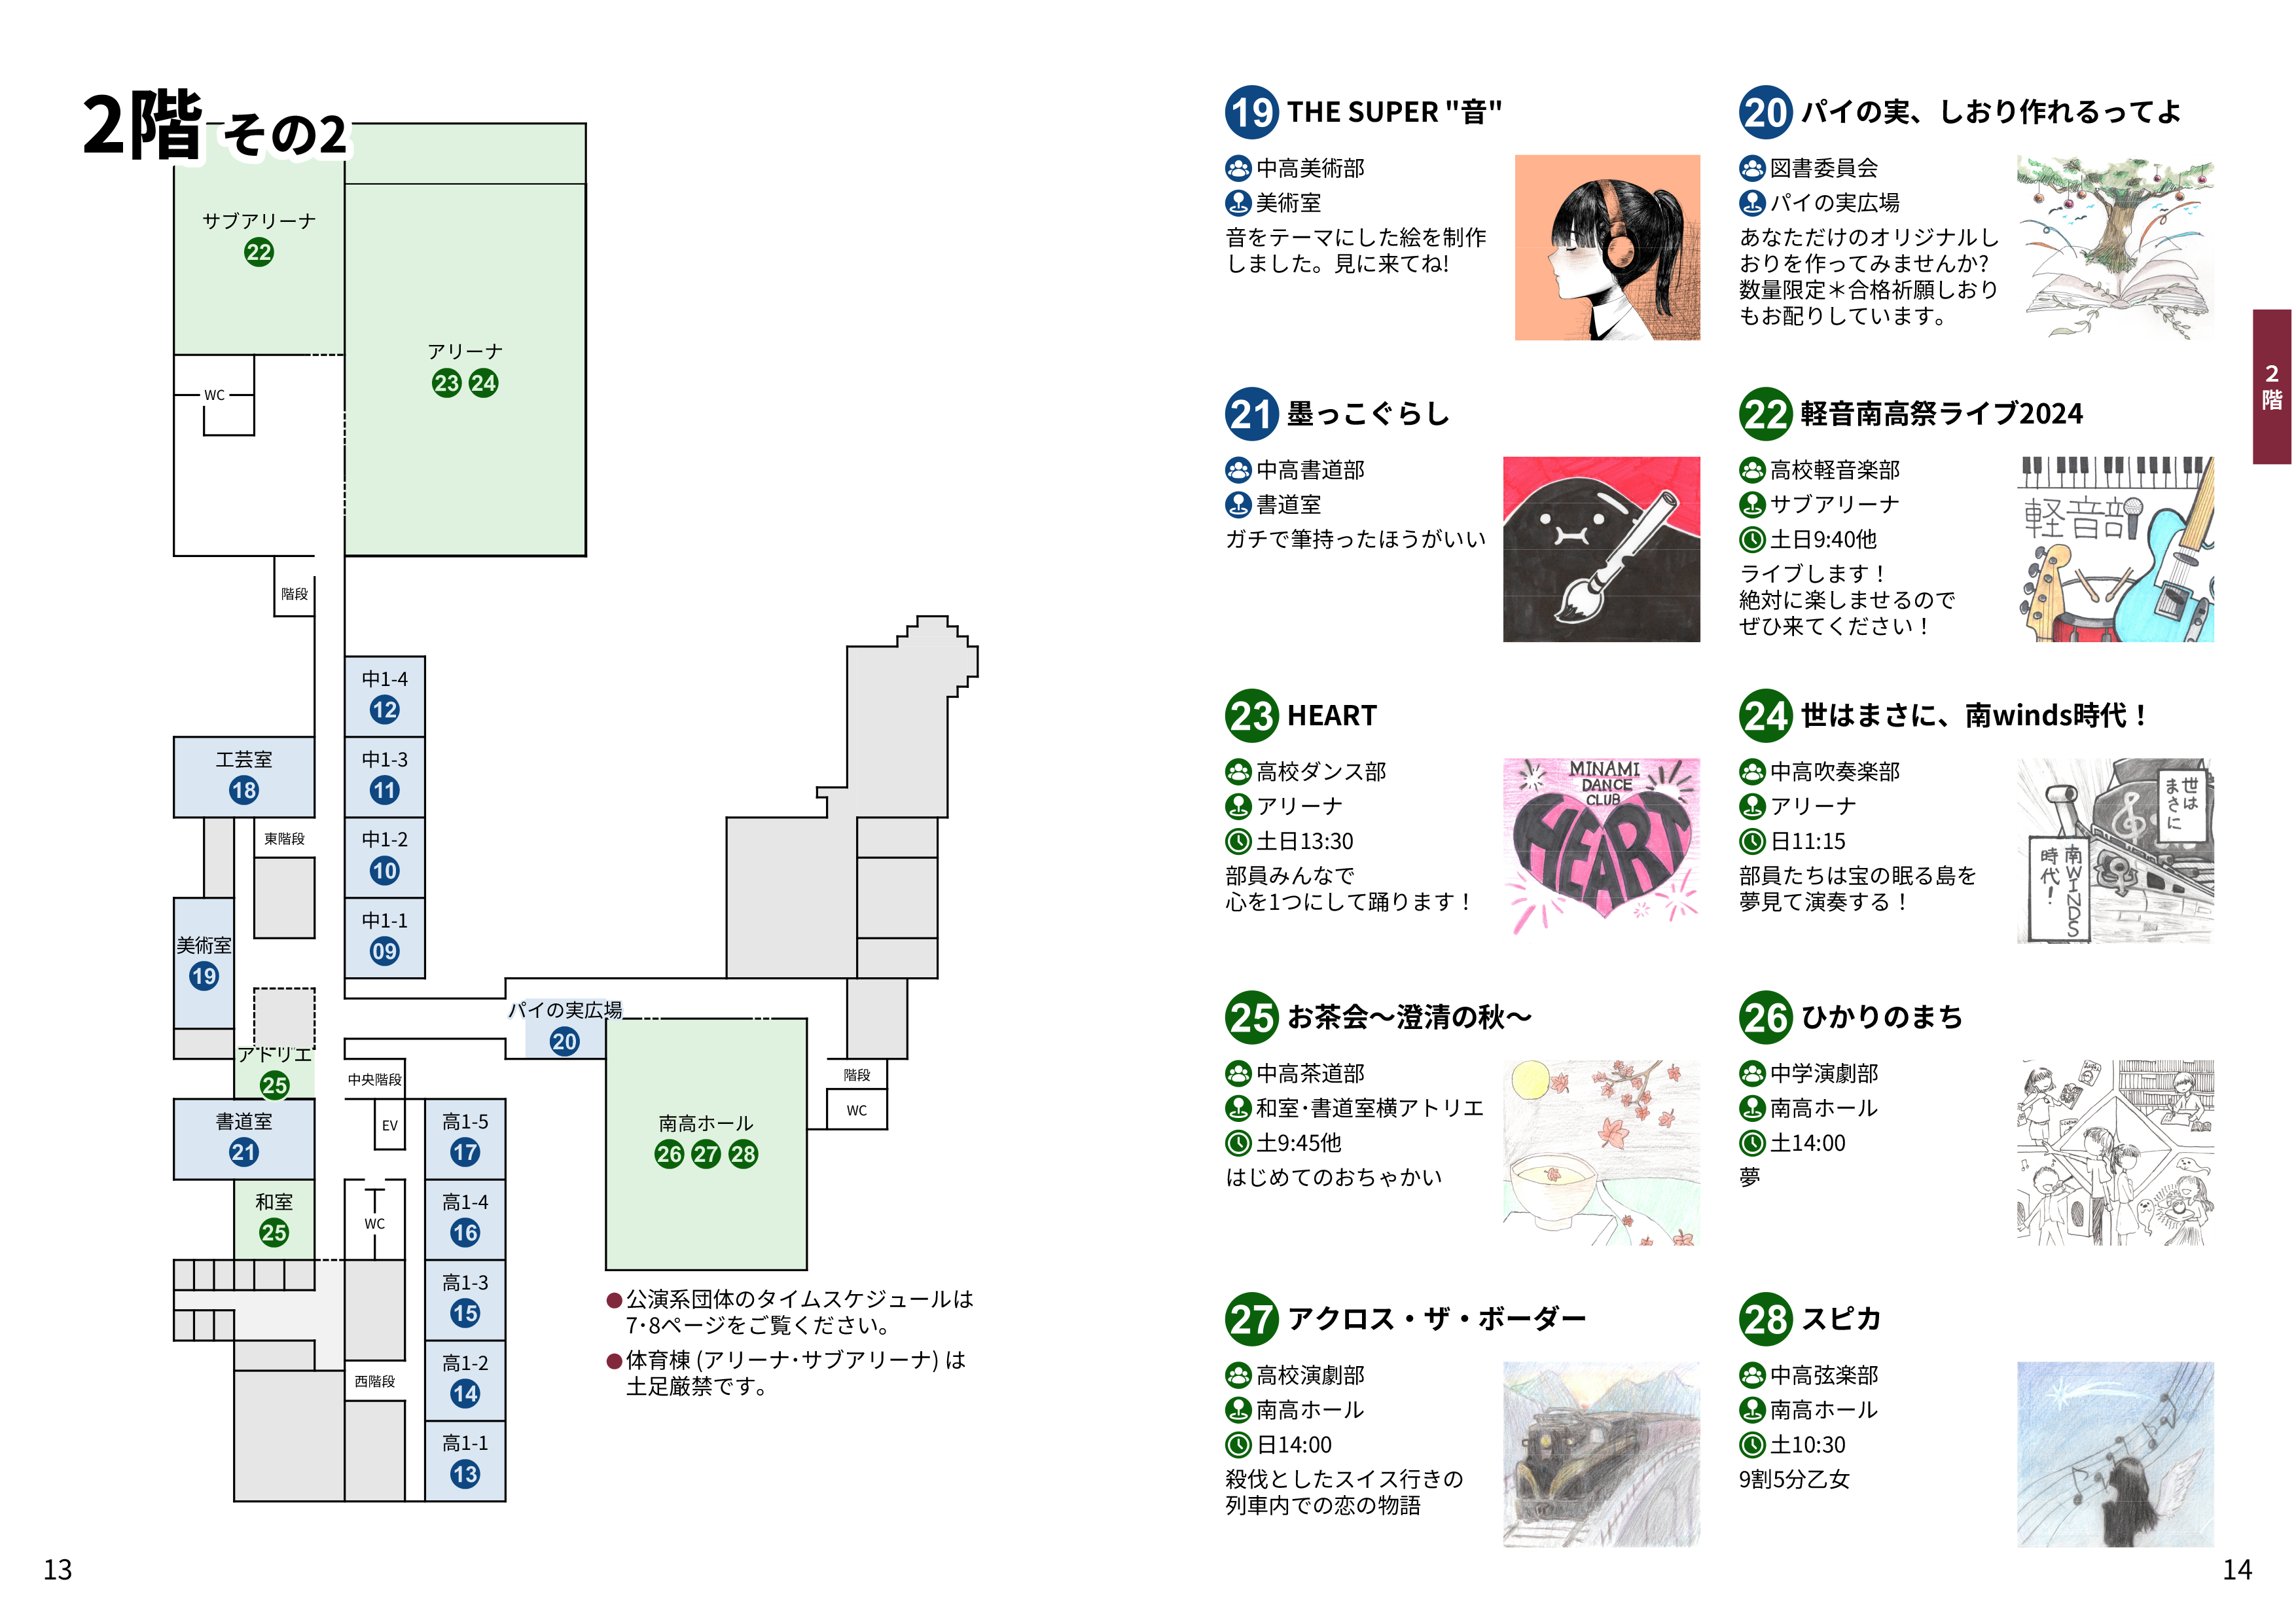 2階 その2
サブアリーナ
22
アリーナ
23 24
WC
階段
中1-4
12
工芸室
18
中1-3
11
東階段
中1-2
10
美術室
19
中1-1
09
パイの実広場
20
アトリエ
25
中央階段
EV
書道室
21
高1-5
17
和室
25
WC
高1-4
16
高1-3
15
西階段
高1-2
14
高1-1
13
南高ホール
26 27 28
階段
WC
●公演系団体のタイムスケジュールは
7·8ページをご覧ください。
●体育棟 (アリーナ·サブアリーナ) は
土足厳禁です。
13
19 THE SUPER "音"
中高美術部
美術室
音をテーマにした絵を制作
しました。見に来てね!
20 パイの実、しおり作れるってよ
図書委員会
パイの実広場
あなただけのオリジナルし
おりを作ってみませんか?
数量限定＊合格祈願しおり
もお配りしています。
21 墨っこぐらし
中高書道部
書道室
ガチで筆持ったほうがいい
22 軽音南高祭ライブ2024
高校軽音楽部
サブアリーナ
土日9:40他
ライブします！
絶対に楽しませるので
ぜひ来てください！
軽音部
23 HEART
高校ダンス部
アリーナ
土日13:30
部員みんなで
心を1つにして踊ります！
MINAMI
DANCE
CLUB
HEART
24 世はまさに、南winds時代！
中高吹奏楽部
アリーナ
日11:15
部員たちは宝の眠る島を
夢見て演奏する！
世は
まさに
南WINDS
時代！
25 お茶会～澄清の秋～
中高茶道部
和室·書道室横アトリエ
土9:45他
はじめてのおちゃかい
26 ひかりのまち
中学演劇部
南高ホール
土14:00
夢
27 アクロス・ザ・ボーダー
高校演劇部
南高ホール
日14:00
殺伐としたスイス行きの
列車内での恋の物語
28 スピカ
中高弦楽部
南高ホール
土10:30
9割5分乙女
2階
14